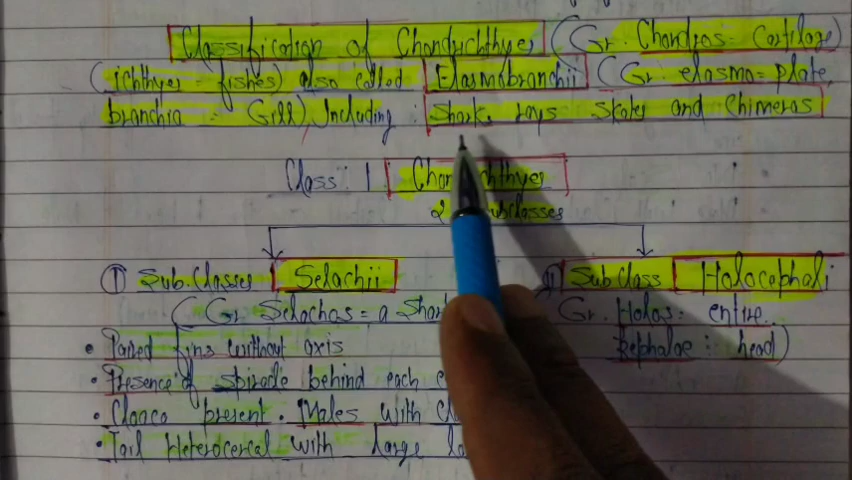 Classification of Chondrichthyes (Gr. Chondros = Cartilage)
(ichthyes = fishes) also called Elasmobranchii (Gr. elasmo = plate,
branchia = Gill). Including : Shark, rays skates and Chimeras
Class : 1 Chondrichthyes
2 Subclasses
① Sub. Classes Selachii
(Gr. Selachos = a Shark
• Paired fins without axis
• Presence of spiracle behind each
• Cloaca present • Males with
• Tail Heterocercal with large
Sub class Holocephali
Gr. Holos = entire
kephalae : head)